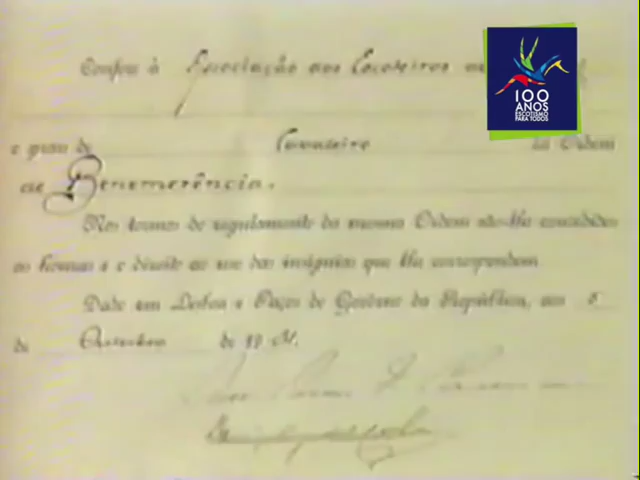 Confere á Associação dos Escoteiros de
100
ANOS
ESCOTISMO
PARA TODOS
o grau de Cavaleiro da Ordem
de Benemerência.
Nos termos do regulamento da mesma Ordem são-lhe concedidas
as honras e o direito ao uso das insígnias que lhe correspondem
Dado em Lisboa e Paços do Governo da República, aos 5
de Outubro de 19